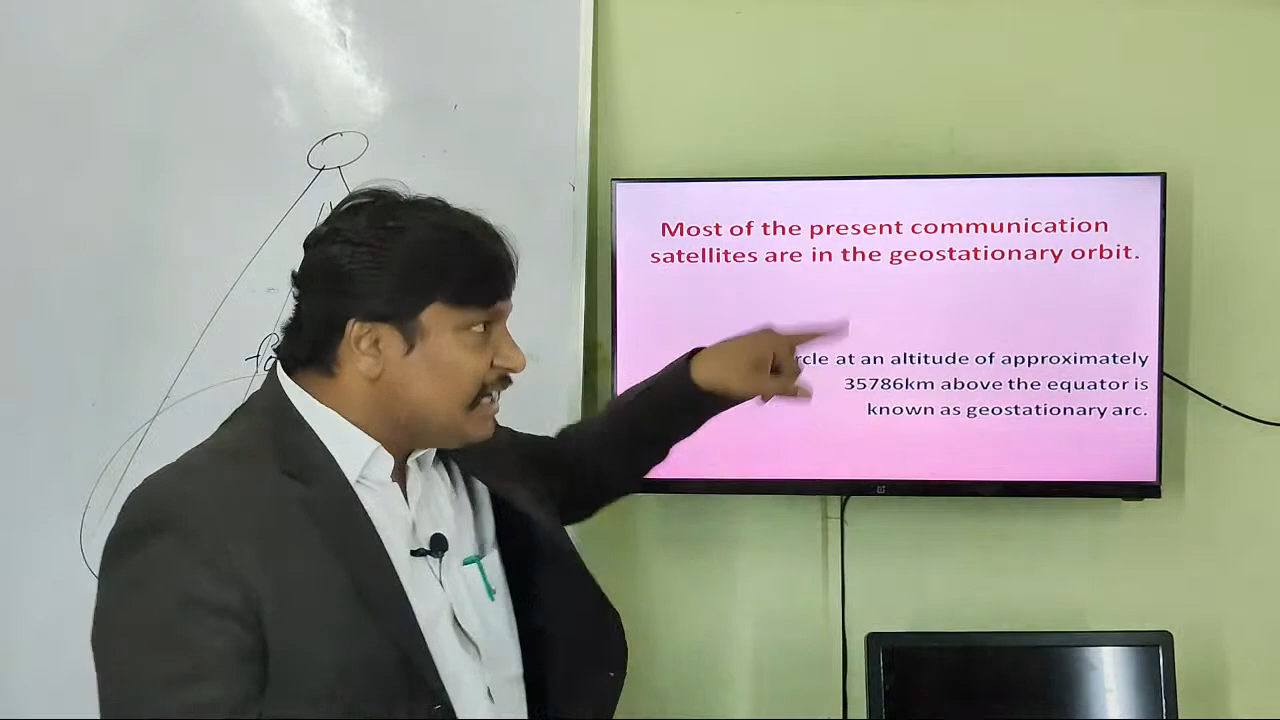 Most of the present communication
satellites are in the geostationary orbit.
at an altitude of approximately
35786km above the equator is
known as geostationary arc.